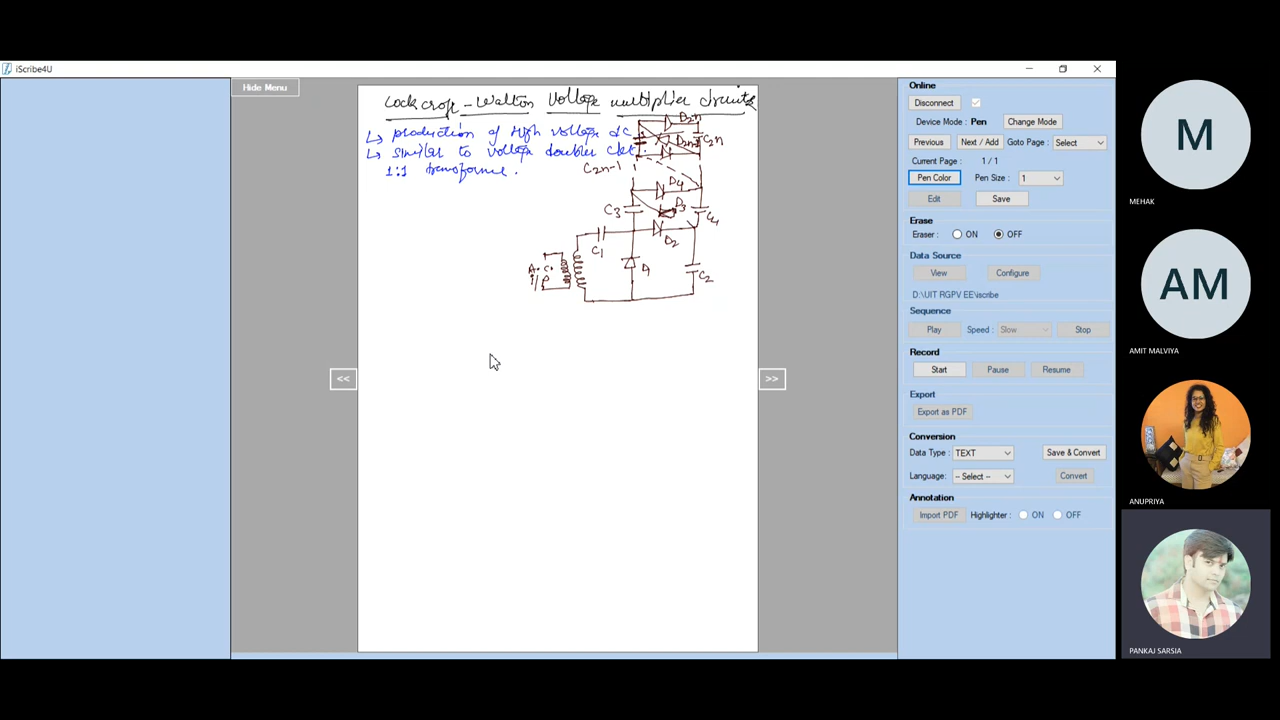 iScribe4U
Hide Menu
Cockcroft-Walton Voltage multiplier circuits
↳ production of High voltage d.c
↳ Similar to voltage doubler ckt.
1:1 transforme.
D2n
C2n
D2n-1
C2n-1
D4
C3
D3
C4
D2
C1
D1
C2
A.C.
i/p
<<
>>
Online
Disconnect
Device Mode : Pen
Change Mode
Previous
Next / Add
Goto Page :
Select
Current Page :
1 / 1
Pen Color
Pen Size :
1
Edit
Save
Erase
Eraser :
ON
OFF
Data Source
View
Configure
D:\UIT RGPV EE\iscribe
Sequence
Play
Speed :
Slow
Stop
Record
Start
Pause
Resume
Export
Export as PDF
Conversion
Data Type :
TEXT
Save & Convert
Language:
-- Select --
Convert
Annotation
Import PDF
Highlighter :
ON
OFF
M
MEHAK
AM
AMIT MALVIYA
ANUPRIYA
PANKAJ SARSIA